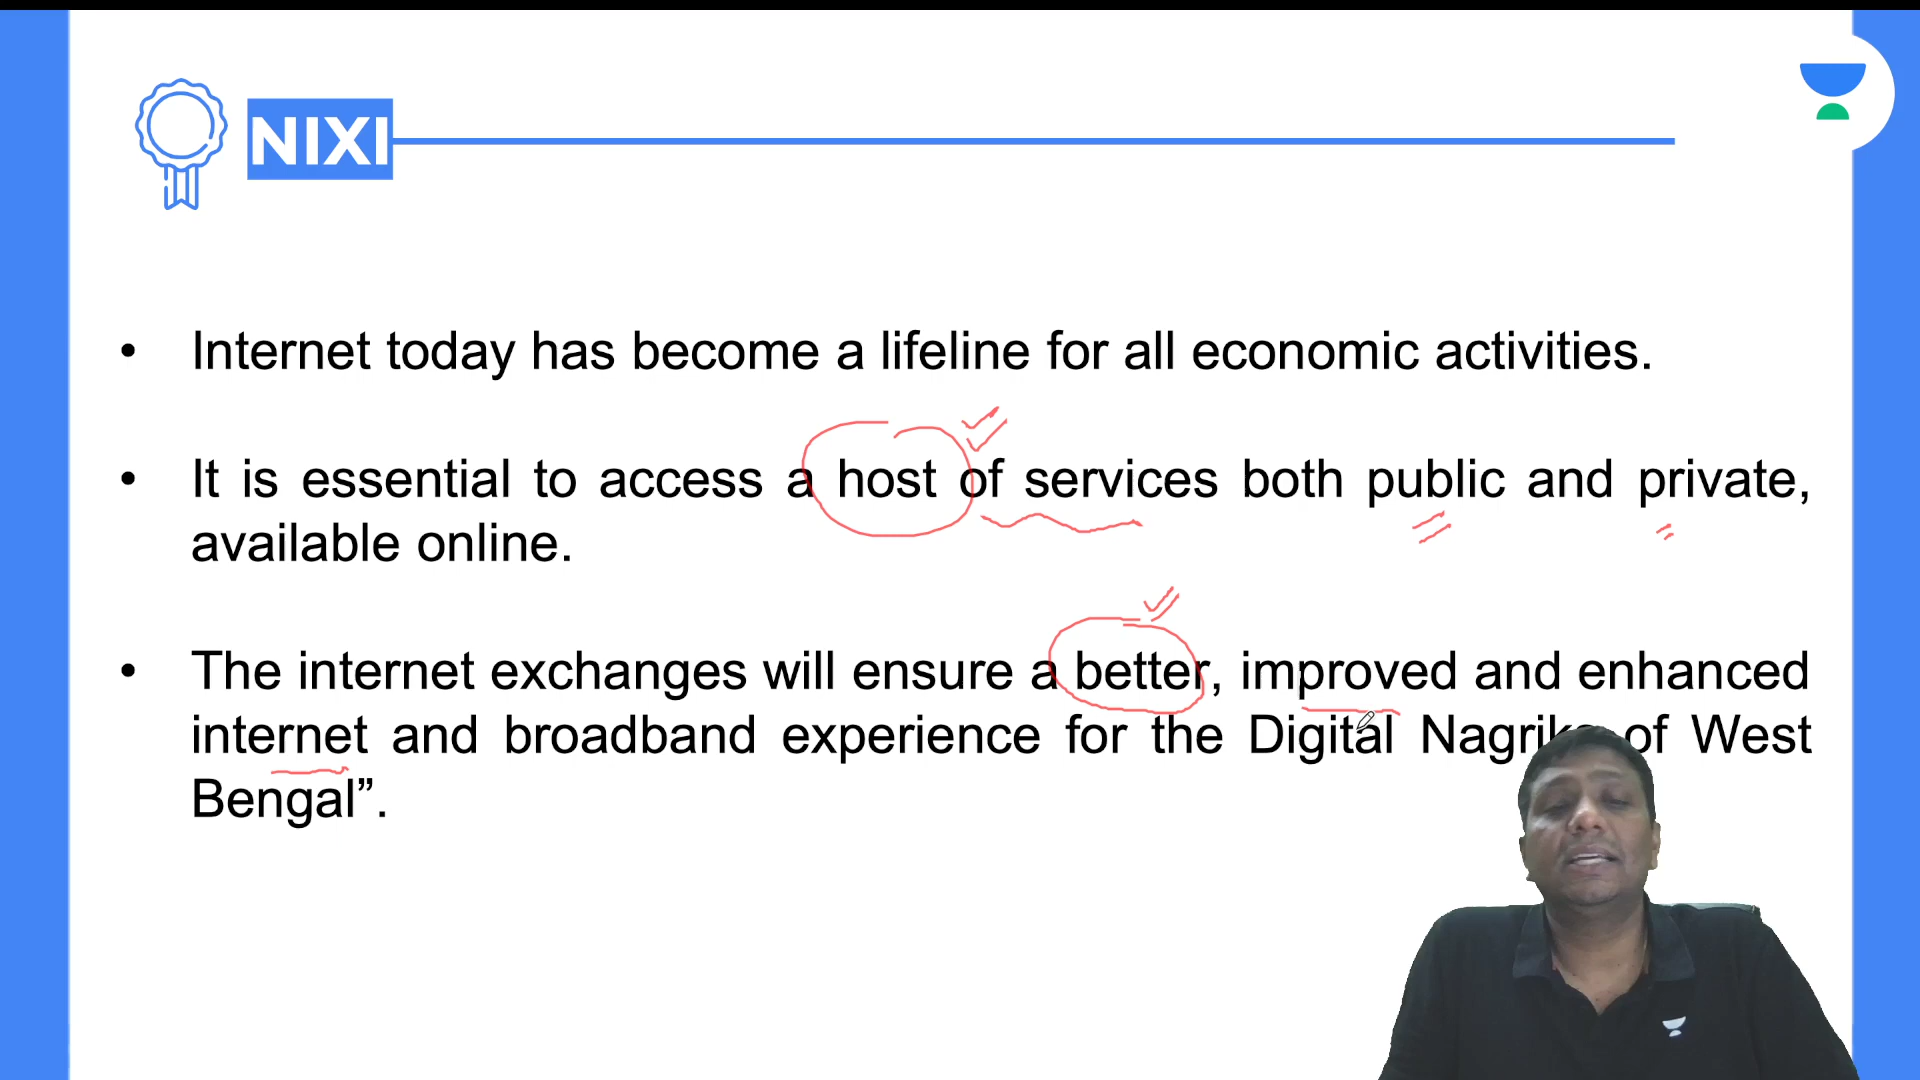 NIXI
• Internet today has become a lifeline for all economic activities.
• It is essential to access a host of services both public and private,
available online.
• The internet exchanges will ensure a better, improved and enhanced
internet and broadband experience for the Digital Nagriks of West
Bengal”.